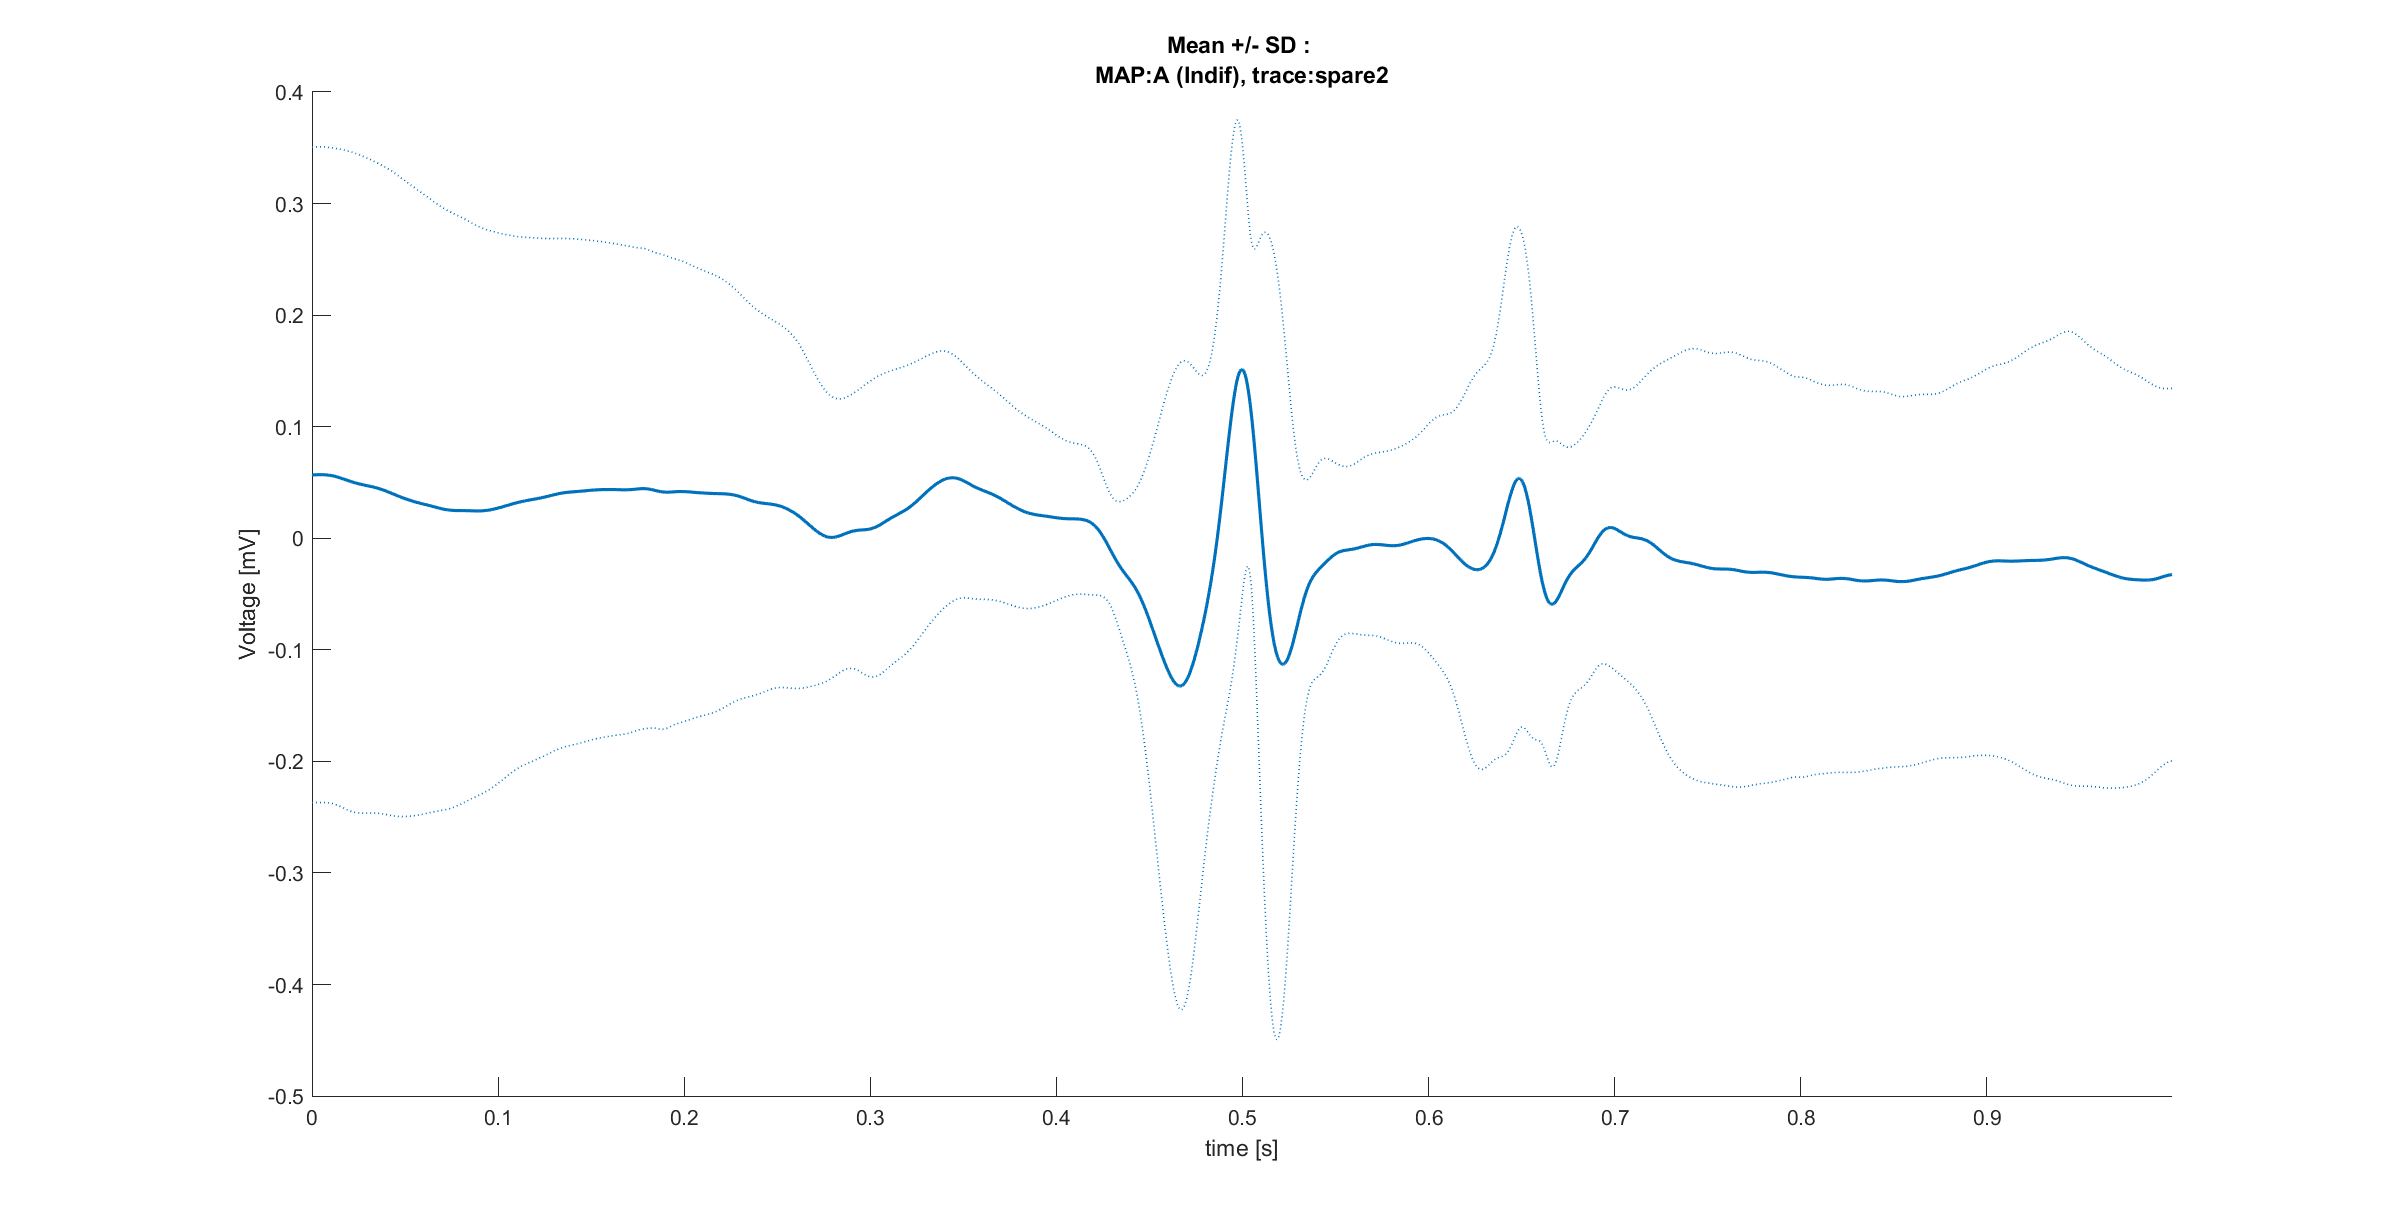 Mean +/- SD :
MAP:A (Indif), trace:spare2
0.4
0.3
0.2
0.1
0
-0.1
-0.2
-0.3
-0.4
-0.5
Voltage [mV]
0 0.1 0.2 0.3 0.4 0.5 0.6 0.7 0.8 0.9
time [s]